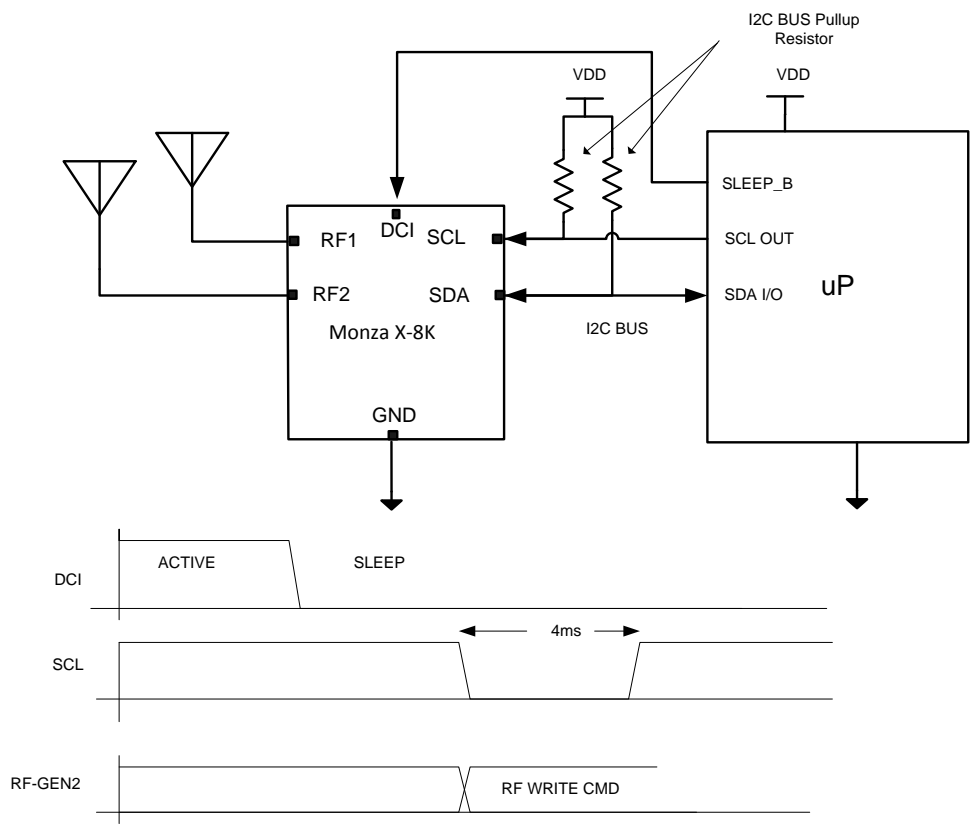 I2C BUS Pullup
Resistor
VDD
VDD
SLEEP_B
DCI
RF1
SCL
SCL OUT
RF2
SDA
SDA I/O
uP
I2C BUS
Monza X-8K
GND
ACTIVE
SLEEP
DCI
4ms
SCL
RF-GEN2
RF WRITE CMD